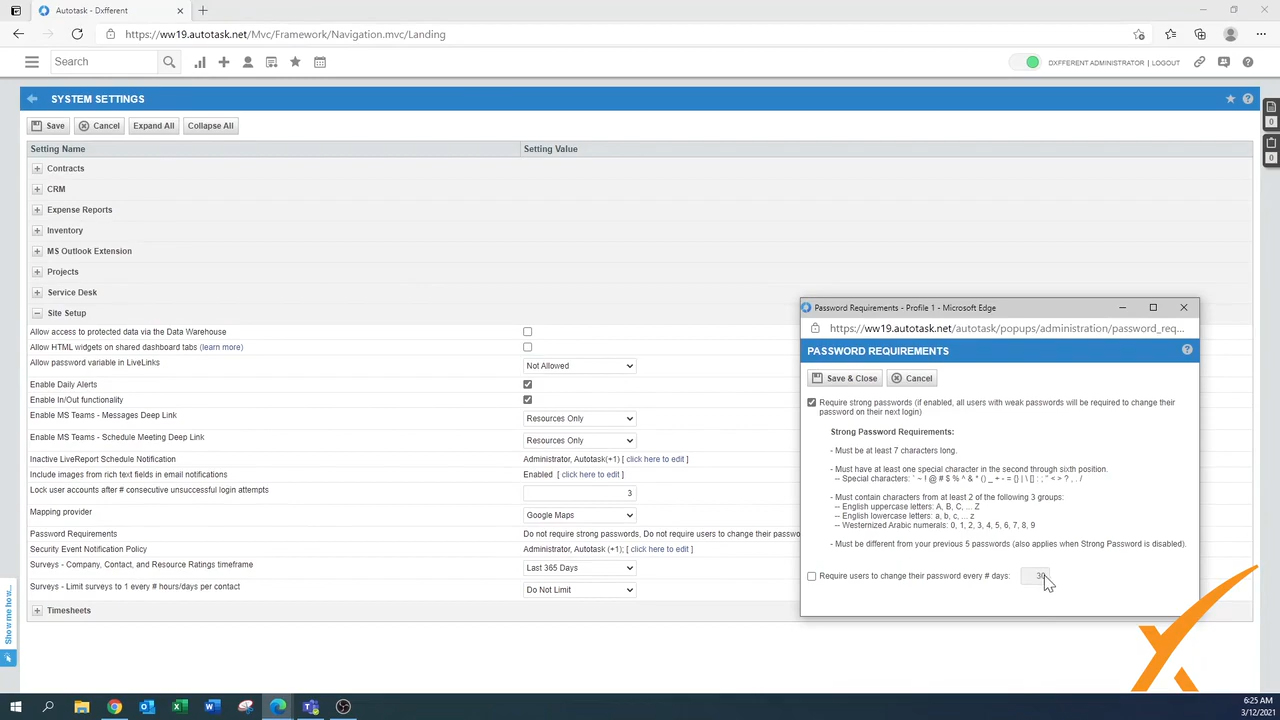 Autotask - Dxfferent
https://ww19.autotask.net/Mvc/Framework/Navigation.mvc/Landing
Search
DXFFERENT ADMINISTRATOR | LOGOUT
SYSTEM SETTINGS
Save
Cancel
Expand All
Collapse All
Setting Name
Setting Value
Contracts
CRM
Expense Reports
Inventory
MS Outlook Extension
Projects
Service Desk
Site Setup
Allow access to protected data via the Data Warehouse
Allow HTML widgets on shared dashboard tabs (learn more)
Allow password variable in LiveLinks
Not Allowed
Enable Daily Alerts
Enable In/Out functionality
Enable MS Teams - Messages Deep Link
Resources Only
Enable MS Teams - Schedule Meeting Deep Link
Resources Only
Inactive LiveReport Schedule Notification
Administrator, Autotask(+1) [ click here to edit ]
Include images from rich text fields in email notifications
Enabled [ click here to edit ]
Lock user accounts after # consecutive unsuccessful login attempts
3
Mapping provider
Google Maps
Password Requirements
Do not require strong passwords, Do not require users to change their passwo
Security Event Notification Policy
Administrator, Autotask (+1); [ click here to edit ]
Surveys - Company, Contact, and Resource Ratings timeframe
Last 365 Days
Surveys - Limit surveys to 1 every # hours/days per contact
Do Not Limit
Timesheets
Password Requirements - Profile 1 - Microsoft Edge
https://ww19.autotask.net/autotask/popups/administration/password_req...
PASSWORD REQUIREMENTS
Save & Close
Cancel
Require strong passwords (if enabled, all users with weak passwords will be required to change their
password on their next login)
Strong Password Requirements:
- Must be at least 7 characters long.
- Must have at least one special character in the second through sixth position.
-- Special characters: ` ~ ! @ # $ % ^ & * () _ + - = {} | \ [] : ; " ' < > ? , . /
- Must contain characters from at least 2 of the following 3 groups:
-- English uppercase letters: A, B, C, ... Z
-- English lowercase letters: a, b, c, ... z
-- Westernized Arabic numerals: 0, 1, 2, 3, 4, 5, 6, 7, 8, 9
- Must be different from your previous 5 passwords (also applies when Strong Password is disabled).
Require users to change their password every # days:
30
0
0
Show me how...
6:25 AM
3/12/2021